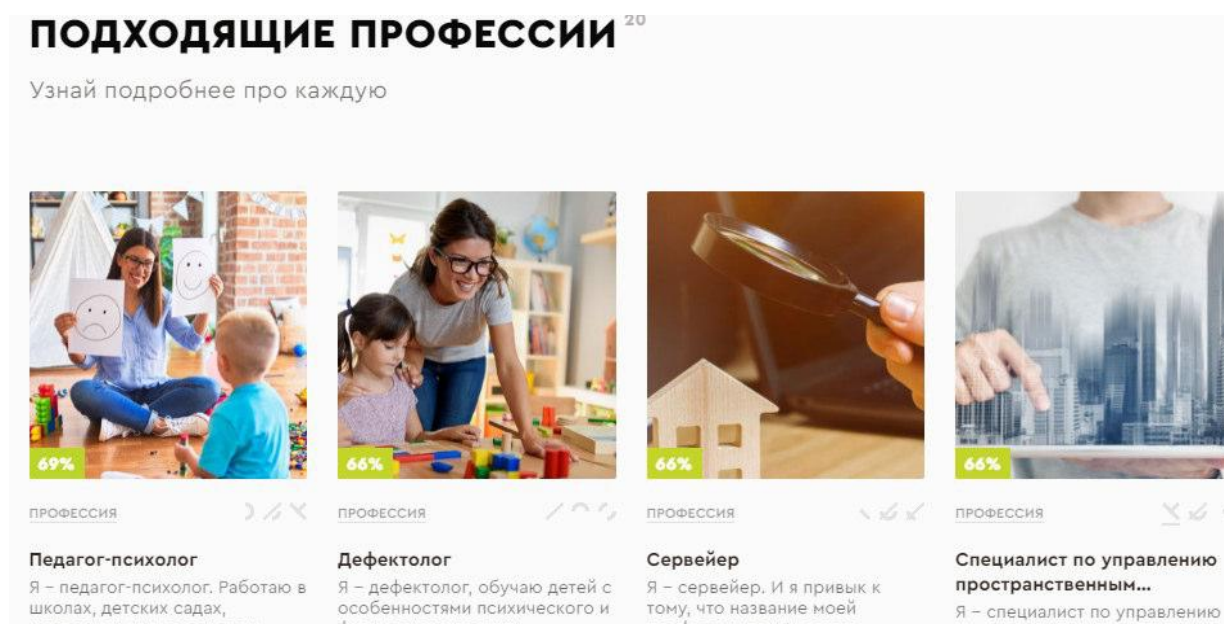 ПОДХОДЯЩИЕ ПРОФЕССИИ 20
Узнай подробнее про каждую
69%
66%
66%
66%
ПРОФЕССИЯ
Педагог-психолог
Я – педагог-психолог. Работаю в
школах, детских садах,
ПРОФЕССИЯ
Дефектолог
Я – дефектолог, обучаю детей с
особенностями психического и
ПРОФЕССИЯ
Сервейер
Я – сервейер. И я привык к
тому, что название моей
ПРОФЕССИЯ
Специалист по управлению
пространственным...
Я – специалист по управлению